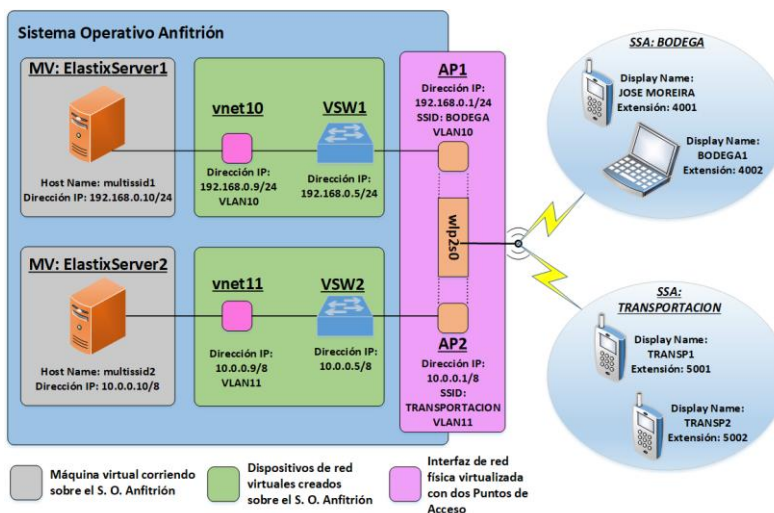 Sistema Operativo Anfitrión
MV: ElastixServer1
Host Name: multissid1
Dirección IP: 192.168.0.10/24
vnet10
Dirección IP:
192.168.0.9/24
VLAN10
VSW1
Dirección IP:
192.168.0.5/24
AP1
Dirección IP:
192.168.0.1/24
SSID: BODEGA
VLAN10
wlp2s0
MV: ElastixServer2
Host Name: multissid2
Dirección IP: 10.0.0.10/8
vnet11
Dirección IP:
10.0.0.9/8
VLAN11
VSW2
Dirección IP:
10.0.0.5/8
AP2
Dirección IP:
10.0.0.1/8
SSID:
TRANSPORTACION
VLAN11
SSA: BODEGA
Display Name:
JOSE MOREIRA
Extensión: 4001
Display Name:
BODEGA1
Extensión: 4002
SSA:
TRANSPORTACION
Display Name:
TRANSP1
Extensión: 5001
Display Name:
TRANSP2
Extensión: 5002
Máquina virtual corriendo
sobre el S. O. Anfitrión
Dispositivos de red
virtuales creados
sobre el S. O. Anfitrión
Interfaz de red
física virtualizada
con dos Puntos de
Acceso